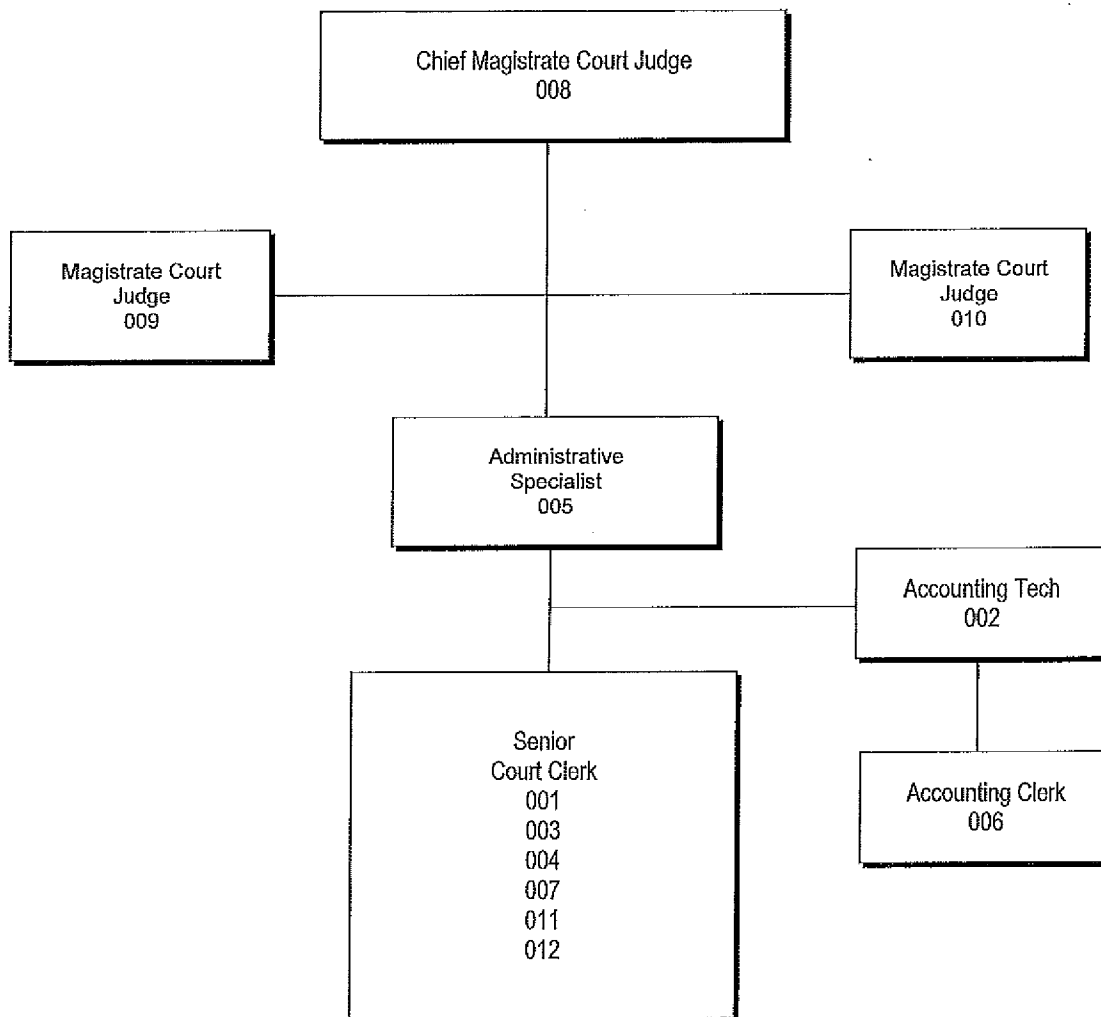 Chief Magistrate Court Judge
008
Magistrate Court
Judge
009
Magistrate Court
Judge
010
Administrative
Specialist
005
Accounting Tech
002
Senior
Court Clerk
001
003
004
007
011
012
Accounting Clerk
006